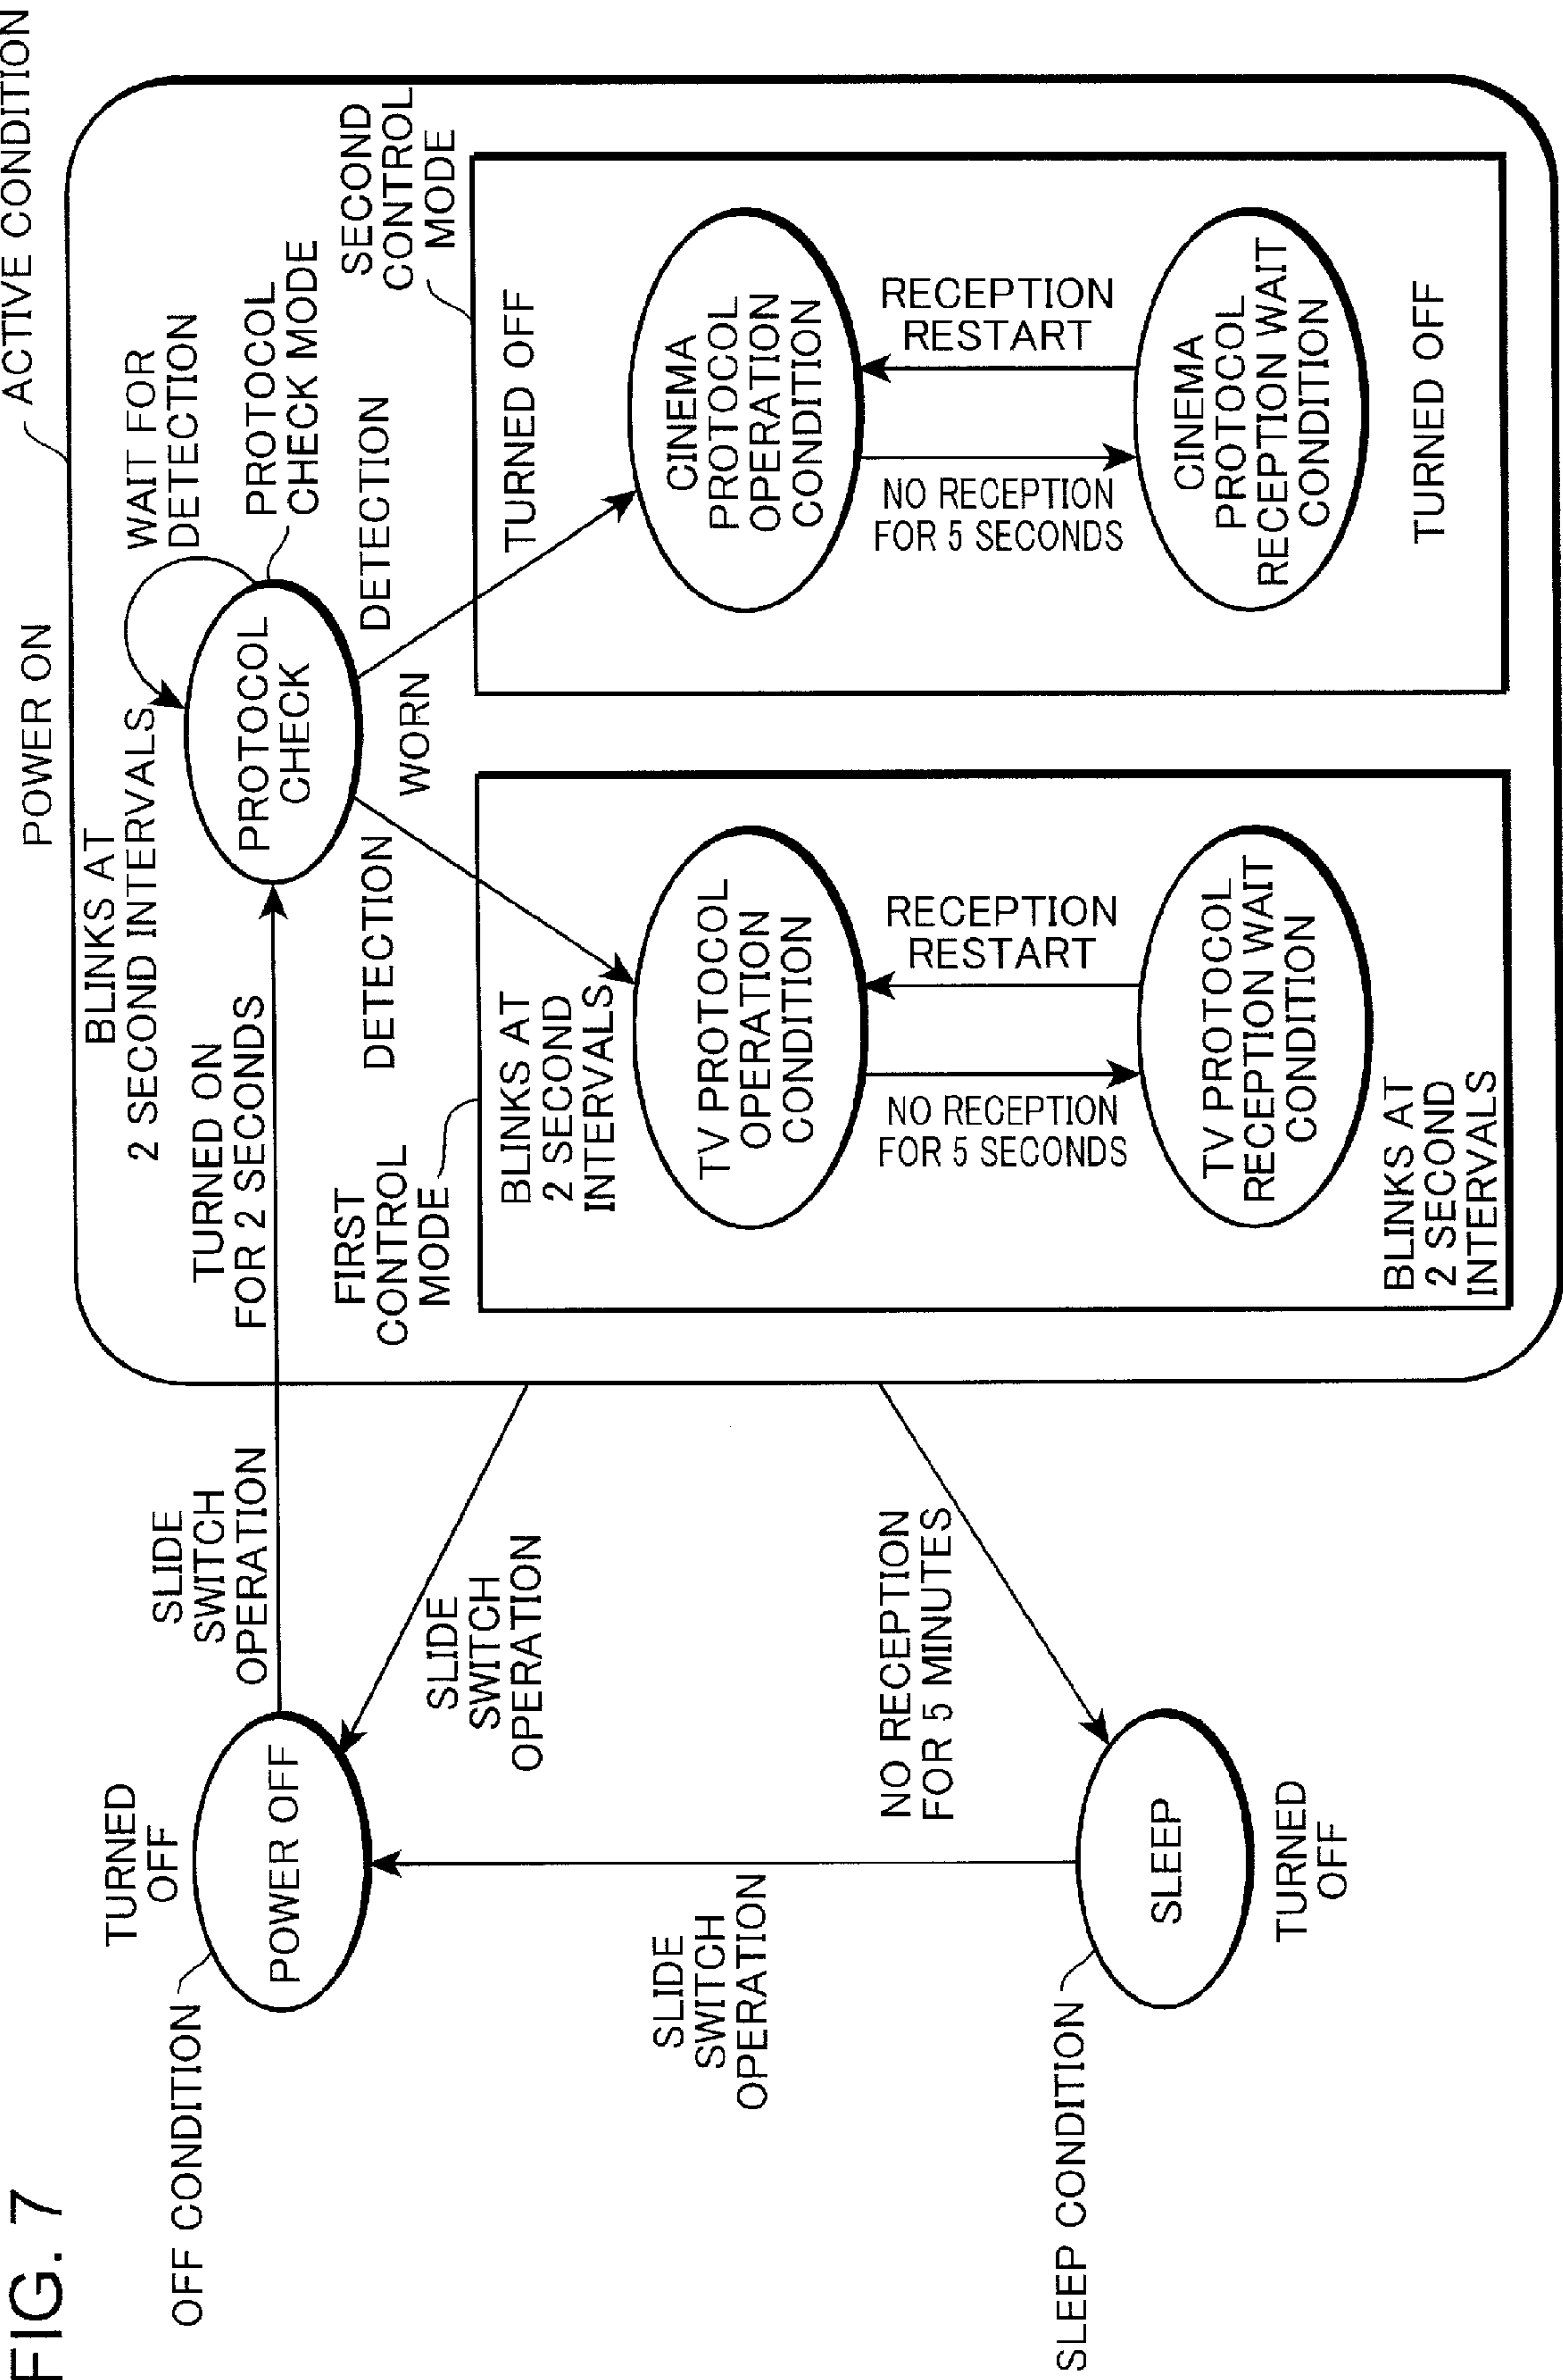 FIG. 7
POWER ON
ACTIVE CONDITION
OFF CONDITION
TURNED
OFF
POWER OFF
SLIDE
SWITCH
OPERATION
TURNED ON
FOR 2 SECONDS
BLINKS AT
2 SECOND INTERVALS
PROTOCOL
CHECK
WAIT FOR
DETECTION
PROTOCOL
CHECK MODE
SLIDE
SWITCH
OPERATION
DETECTION
WORN
DETECTION
FIRST
CONTROL
MODE
BLINKS AT
2 SECOND
INTERVALS
TV PROTOCOL
OPERATION
CONDITION
NO RECEPTION
FOR 5 SECONDS
RECEPTION
RESTART
TV PROTOCOL
RECEPTION WAIT
CONDITION
BLINKS AT
2 SECOND
INTERVALS
SECOND
CONTROL
MODE
TURNED OFF
CINEMA
PROTOCOL
OPERATION
CONDITION
NO RECEPTION
FOR 5 SECONDS
RECEPTION
RESTART
CINEMA
PROTOCOL
RECEPTION WAIT
CONDITION
TURNED OFF
SLIDE
SWITCH
OPERATION
NO RECEPTION
FOR 5 MINUTES
SLEEP CONDITION
SLEEP
TURNED
OFF